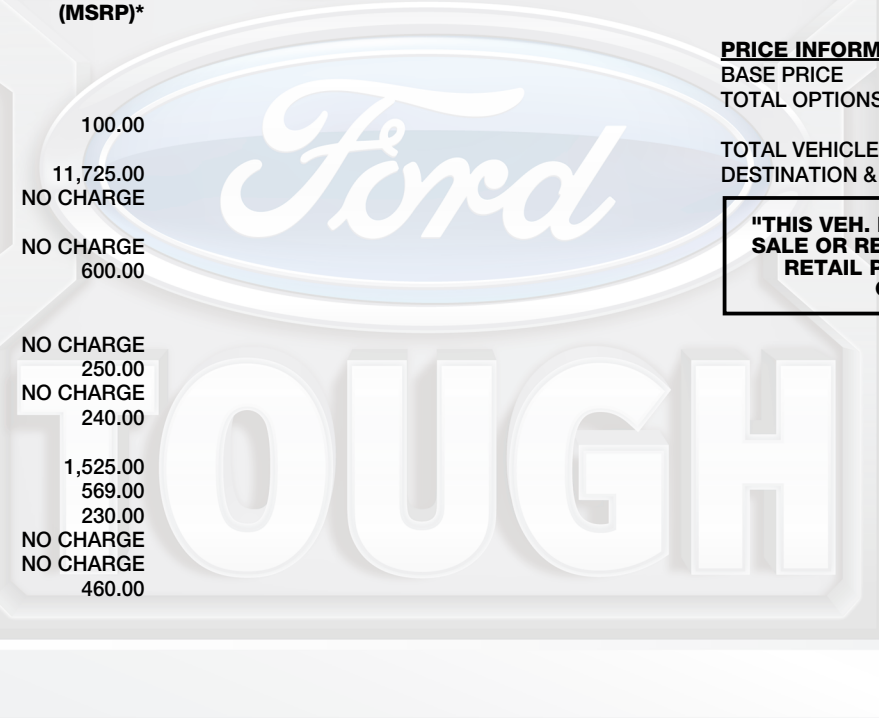 (MSRP)*
100.00
11,725.00
NO CHARGE
NO CHARGE
600.00
NO CHARGE
250.00
NO CHARGE
240.00
1,525.00
569.00
230.00
NO CHARGE
NO CHARGE
460.00
PRICE INFORM
BASE PRICE
TOTAL OPTIONS
TOTAL VEHICLE
DESTINATION &
"THIS VEH.
SALE OR RE
RETAIL P
Ford
TOUGH